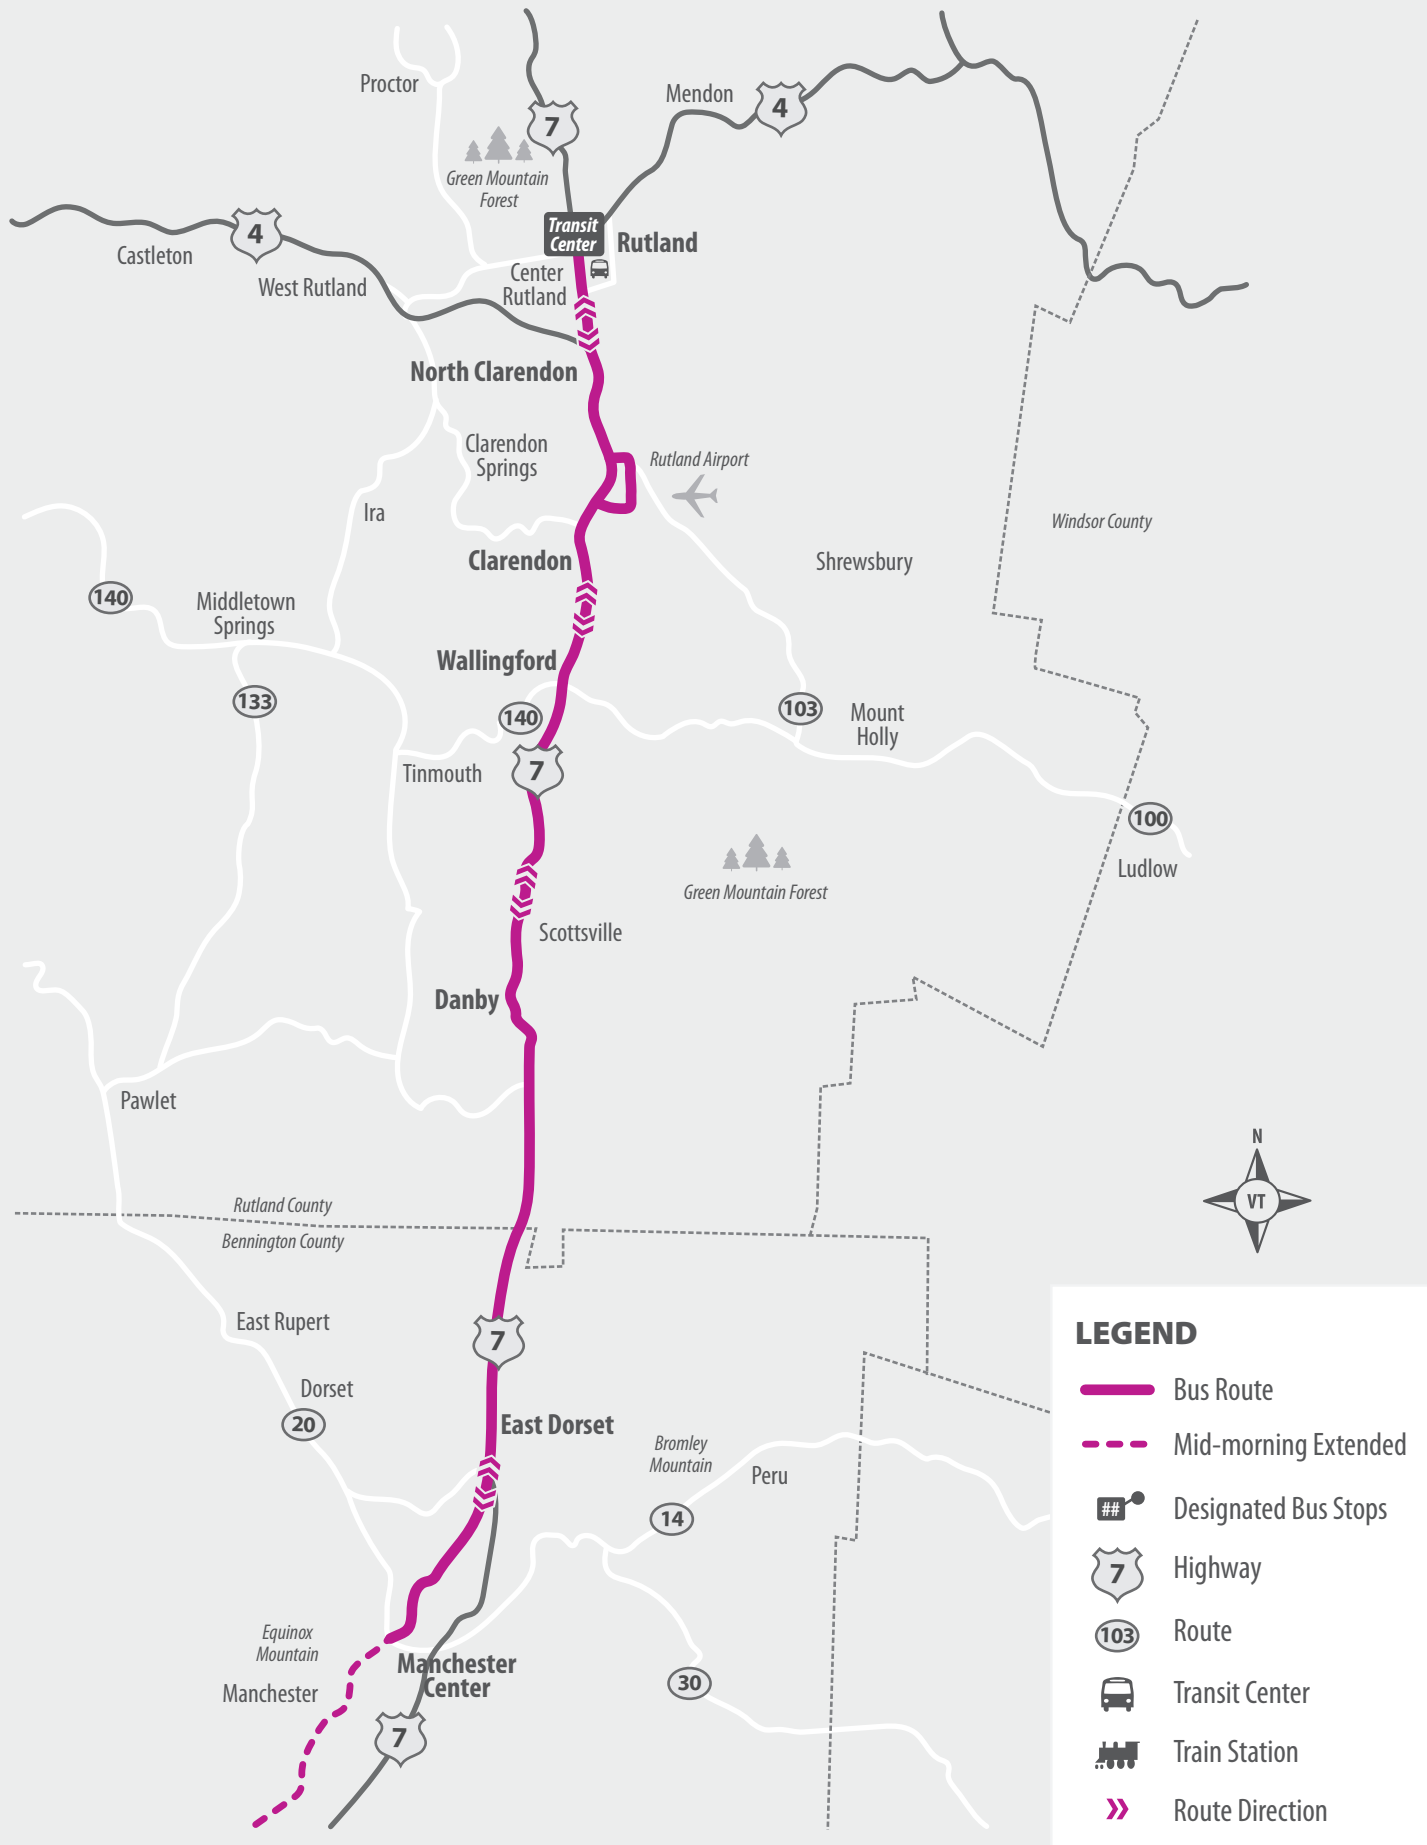 Proctor
7
Mendon
4
Green Mountain
Forest
4
Castleton
West Rutland
Transit
Center
Rutland
Center
Rutland
North Clarendon
Clarendon
Springs
Rutland Airport
Ira
Windsor County
Clarendon
Shrewsbury
140
Middletown
Springs
Wallingford
133
140
103
Mount
Holly
Tinmouth
7
100
Ludlow
Green Mountain Forest
Scottsville
Danby
Pawlet
N
VT
Rutland County
Bennington County
East Rupert
7
Dorset
20
East Dorset
Bromley
Mountain
Peru
14
Equinox
Mountain
Manchester
Manchester
Center
30
7
LEGEND
Bus Route
Mid-morning Extended
## Designated Bus Stops
7 Highway
103 Route
Transit Center
Train Station
Route Direction